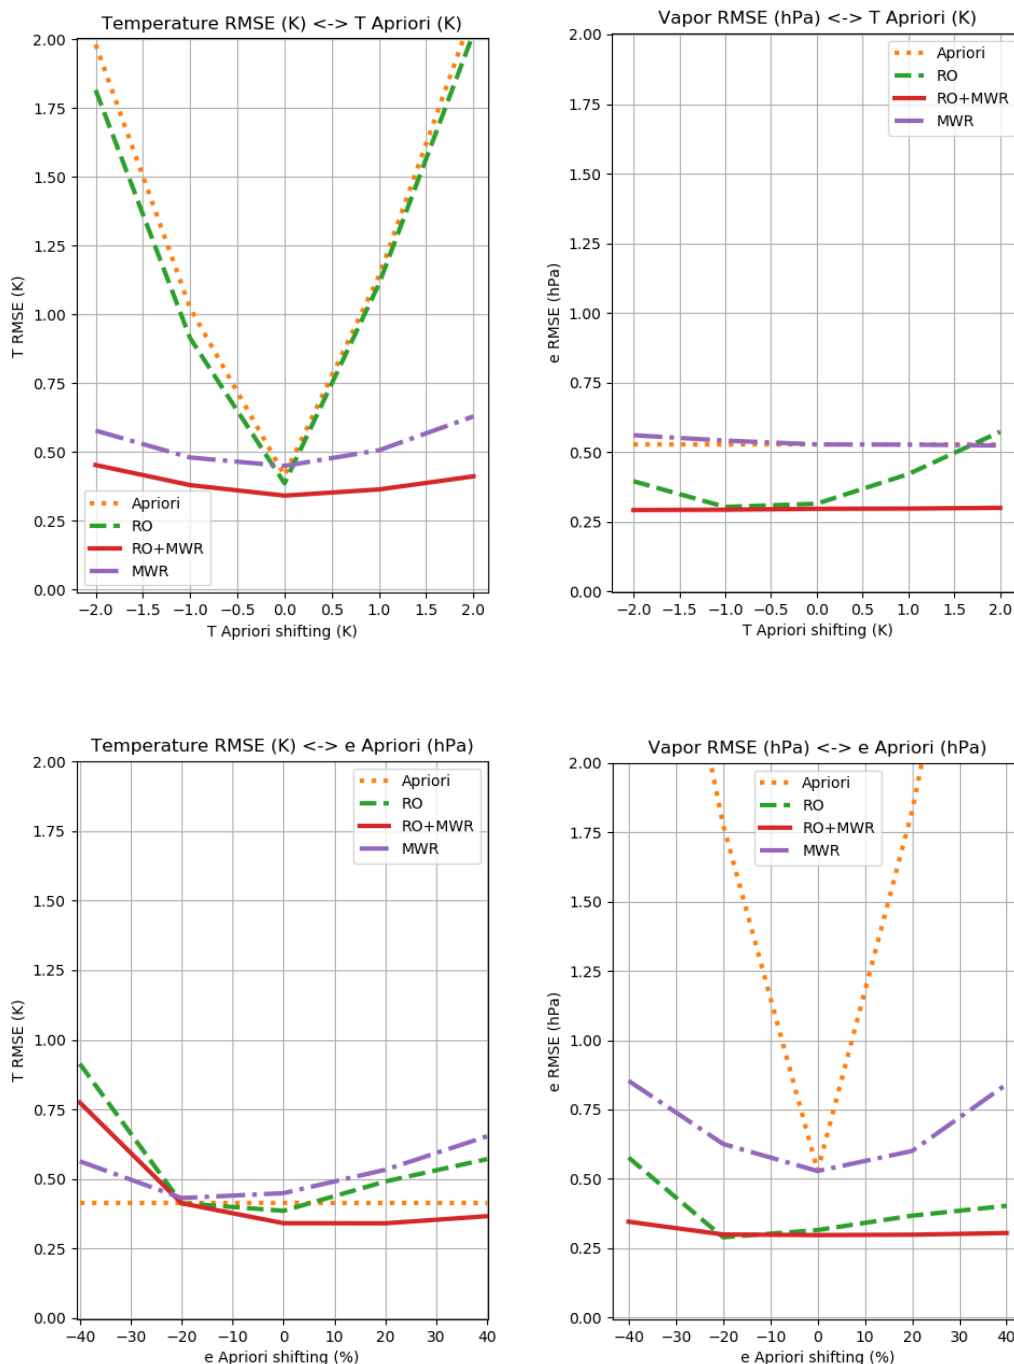 Temperature RMSE (K) <-> T Apriori (K)
2.00
1.75
1.50
1.25
1.00
0.75
0.50
0.25
0.00
T RMSE (K)
Apriori
RO
RO+MWR
MWR
−2.0 −1.5 −1.0 −0.5 0.0 0.5 1.0 1.5 2.0
T Apriori shifting (K)
Vapor RMSE (hPa) <-> T Apriori (K)
2.00
1.75
1.50
1.25
1.00
0.75
0.50
0.25
0.00
e RMSE (hPa)
Apriori
RO
RO+MWR
MWR
−2.0 −1.5 −1.0 −0.5 0.0 0.5 1.0 1.5 2.0
T Apriori shifting (K)
Temperature RMSE (K) <-> e Apriori (hPa)
2.00
1.75
1.50
1.25
1.00
0.75
0.50
0.25
0.00
T RMSE (K)
Apriori
RO
RO+MWR
MWR
−40 −30 −20 −10 0 10 20 30 40
e Apriori shifting (%)
Vapor RMSE (hPa) <-> e Apriori (hPa)
2.00
1.75
1.50
1.25
1.00
0.75
0.50
0.25
0.00
e RMSE (hPa)
Apriori
RO
RO+MWR
MWR
−40 −30 −20 −10 0 10 20 30 40
e Apriori shifting (%)